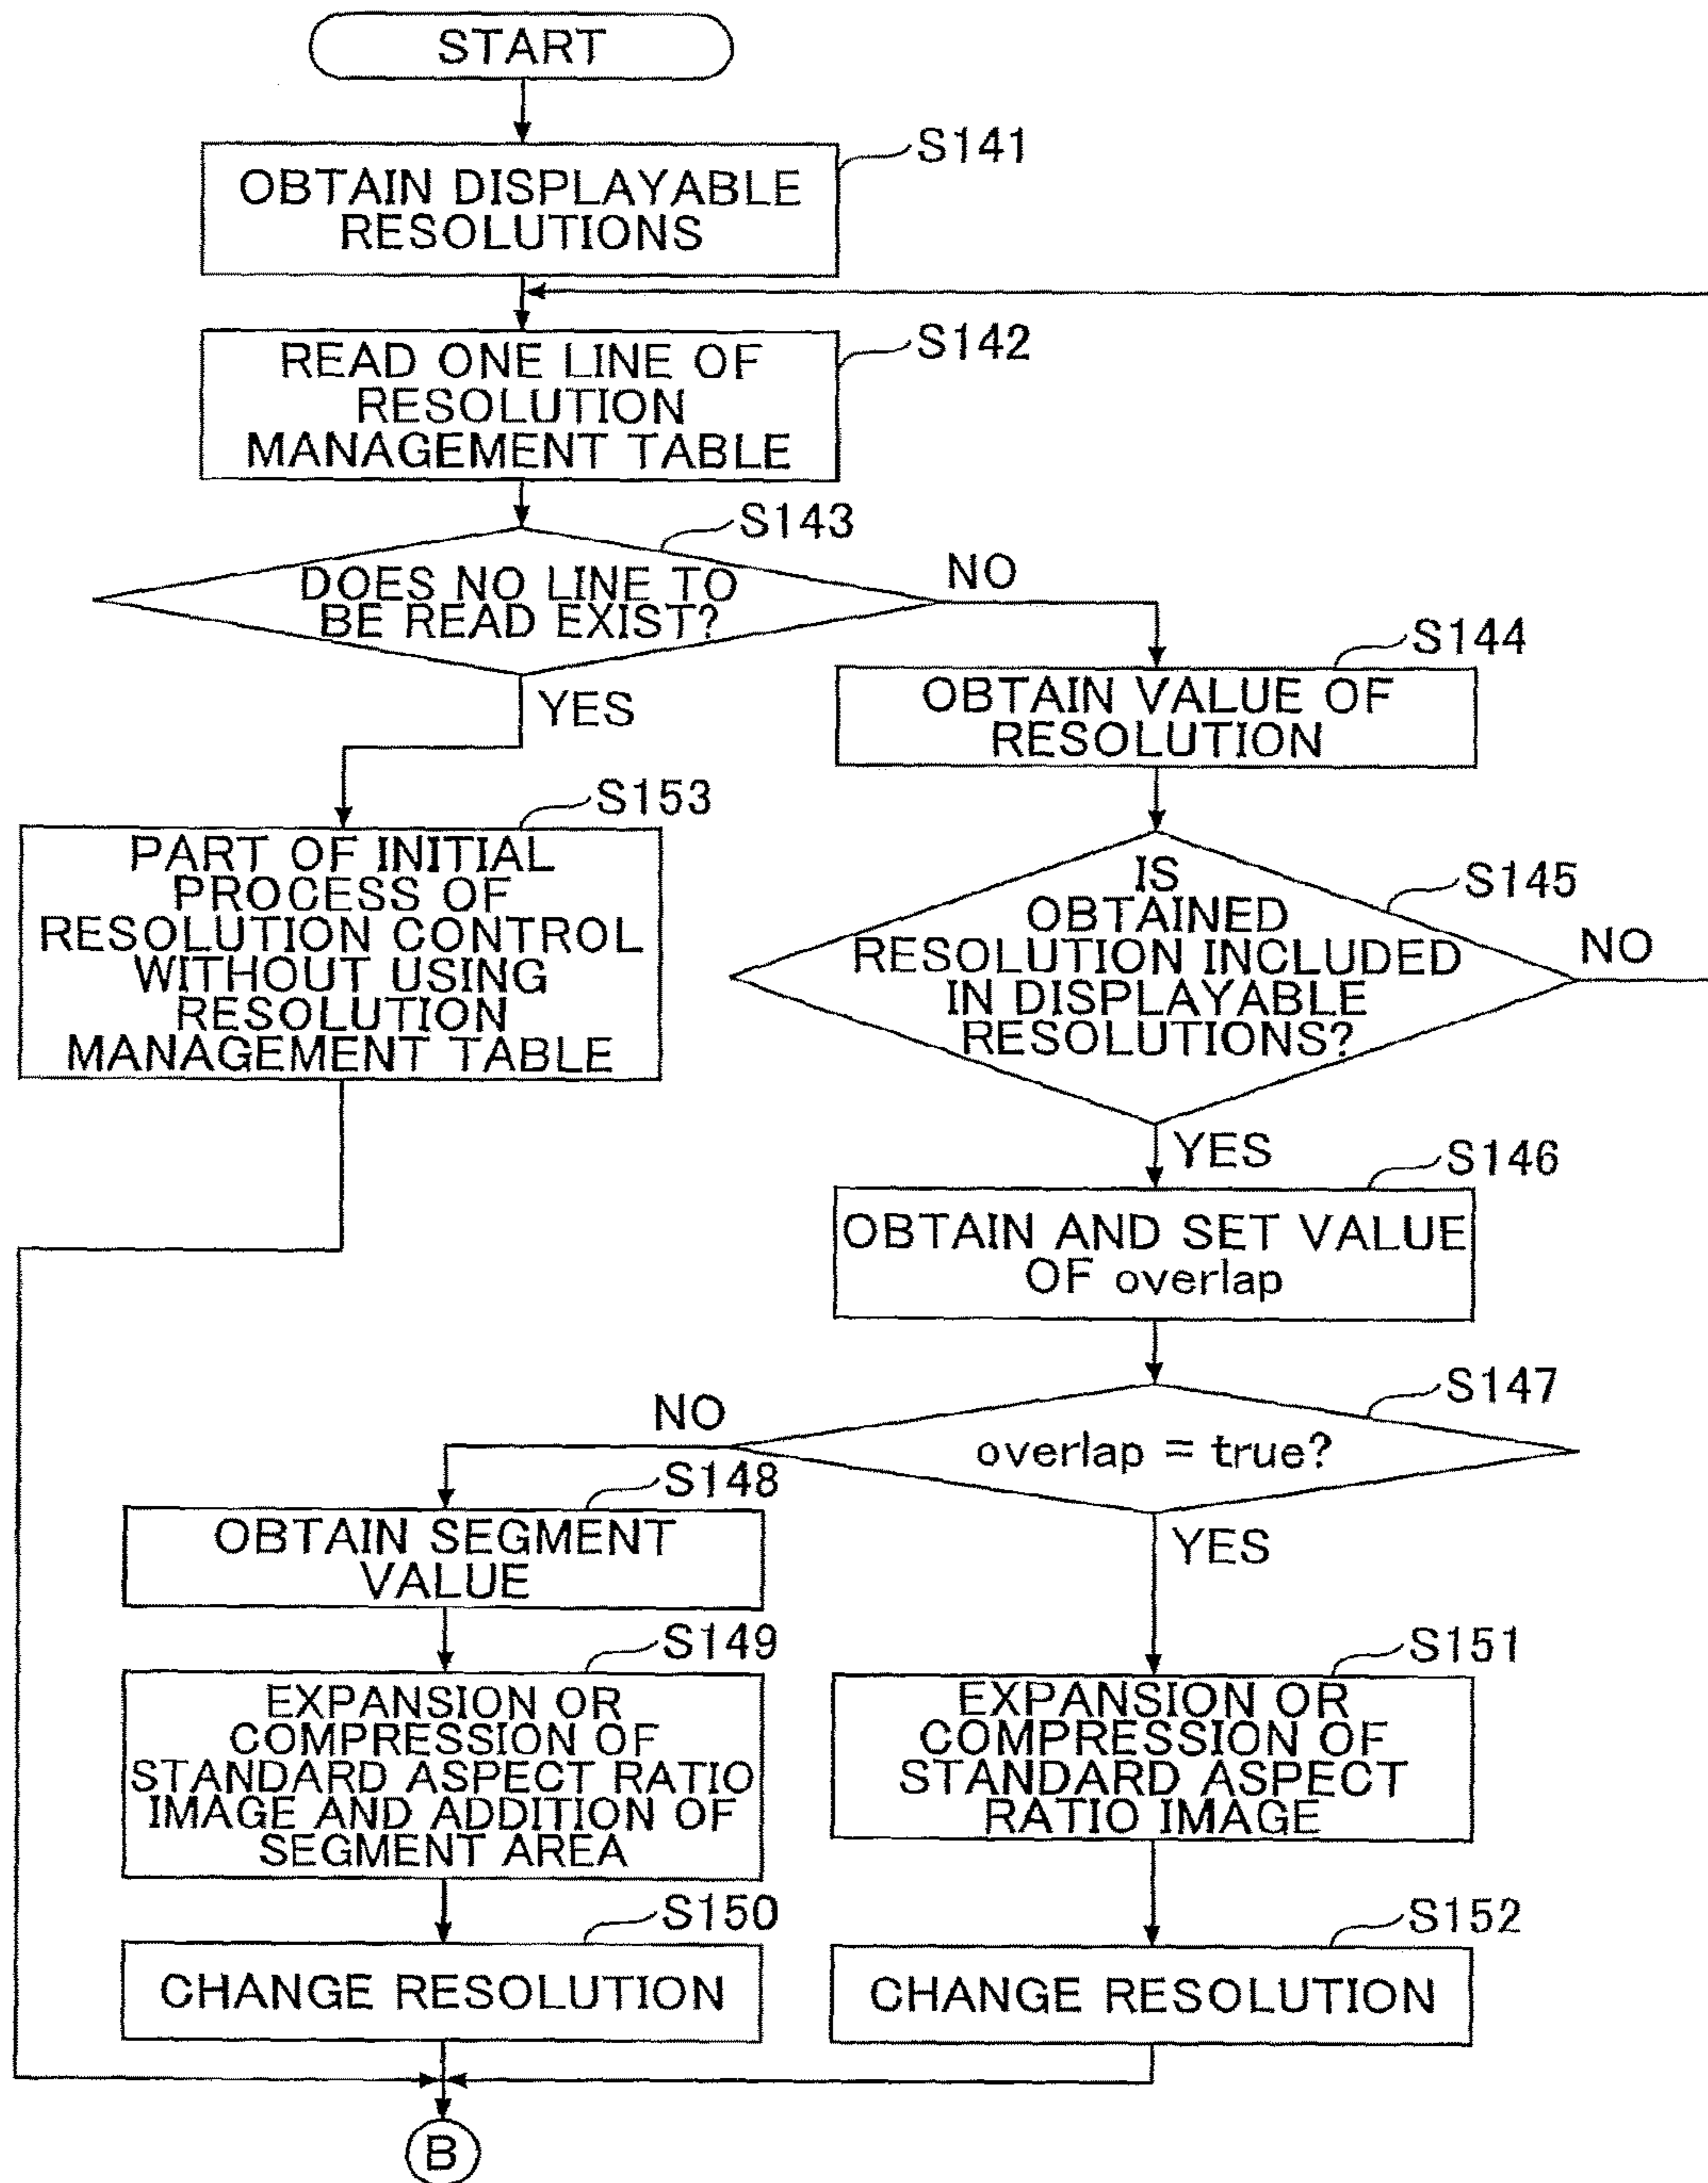 START
S141
OBTAIN DISPLAYABLE
RESOLUTIONS
S142
READ ONE LINE OF
RESOLUTION
MANAGEMENT TABLE
S143
DOES NO LINE TO
BE READ EXIST?
NO
YES
S144
OBTAIN VALUE OF
RESOLUTION
S153
PART OF INITIAL
PROCESS OF
RESOLUTION CONTROL
WITHOUT USING
RESOLUTION
MANAGEMENT TABLE
S145
IS
OBTAINED
RESOLUTION INCLUDED
IN DISPLAYABLE
RESOLUTIONS?
NO
YES
S146
OBTAIN AND SET VALUE
OF overlap
S147
overlap = true?
NO
YES
S148
OBTAIN SEGMENT
VALUE
S149
EXPANSION OR
COMPRESSION OF
STANDARD ASPECT RATIO
IMAGE AND ADDITION OF
SEGMENT AREA
S151
EXPANSION OR
COMPRESSION OF
STANDARD ASPECT
RATIO IMAGE
S150
CHANGE RESOLUTION
S152
CHANGE RESOLUTION
B